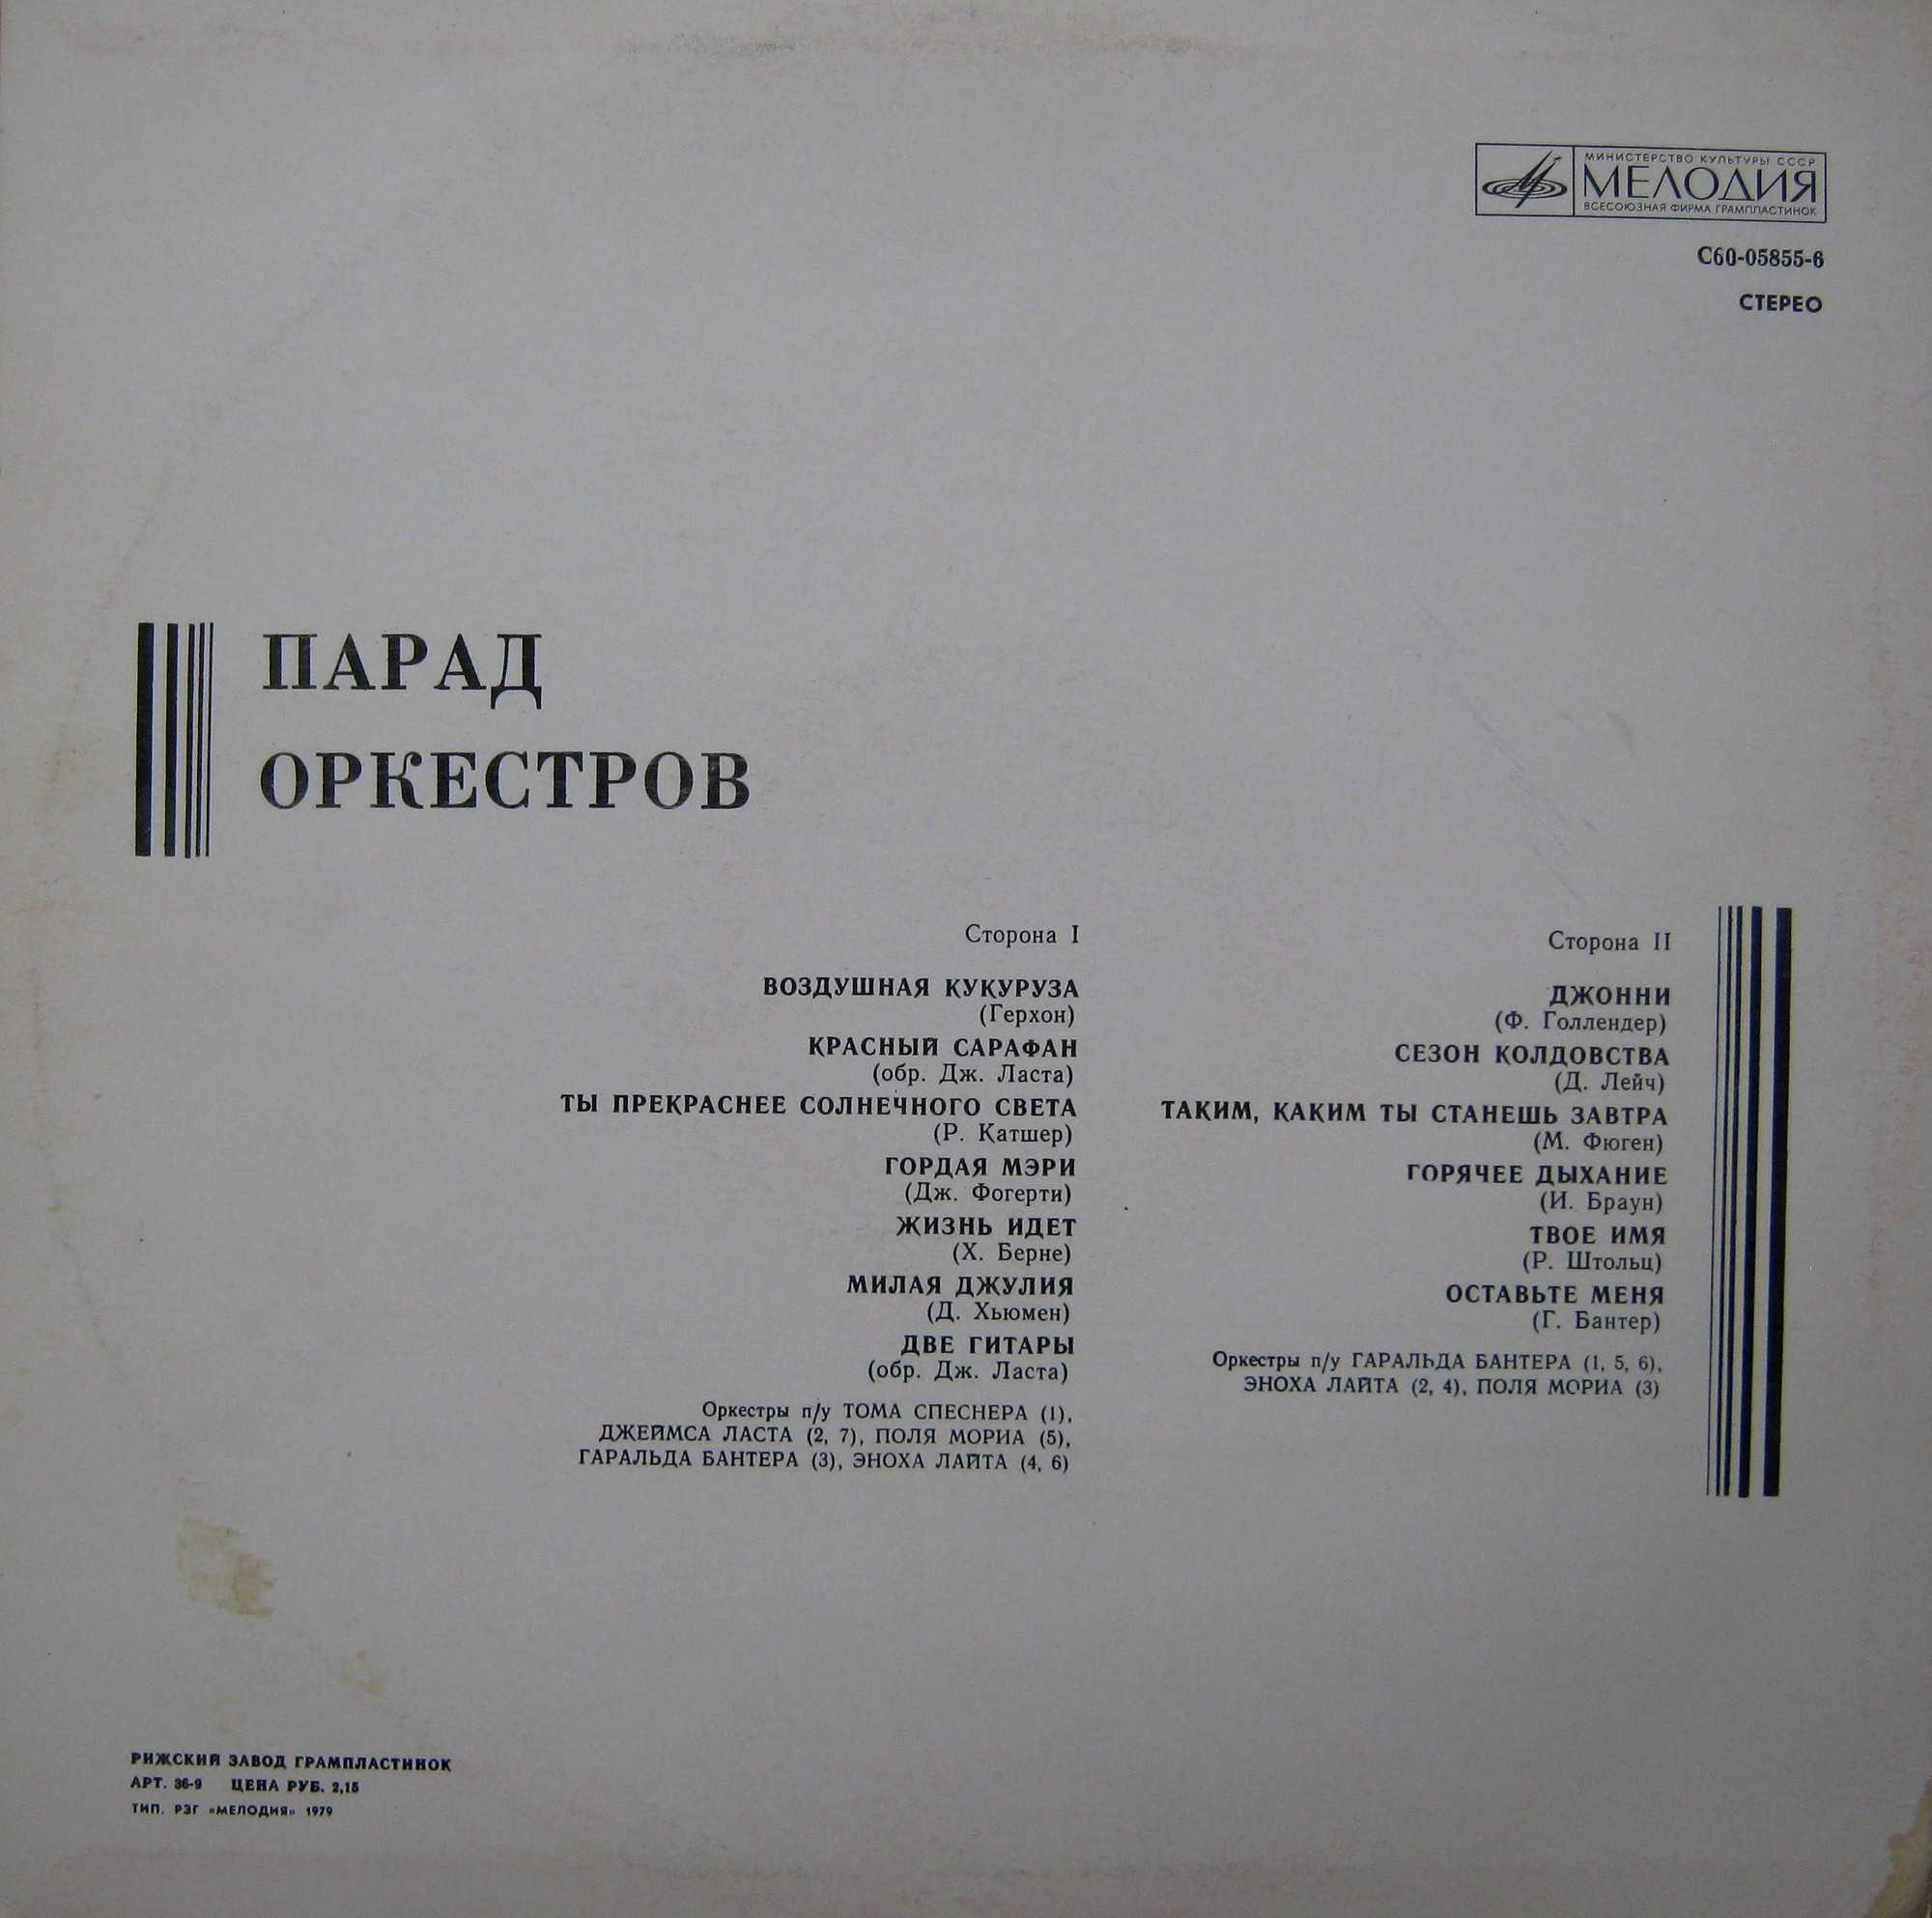 МИНИСТЕРСТВО КУЛЬТУРЫ СССР
МЕЛОДИЯ
ВСЕСОЮЗНАЯ ФИРМА ГРАМПЛАСТИНОК
С60-05855-6
СТЕРЕО
ПАРАД
ОРКЕСТРОВ
Сторона I
ВОЗДУШНАЯ КУКУРУЗА
(Герхон)
КРАСНЫЙ САРАФАН
(обр. Дж. Ласта)
ТЫ ПРЕКРАСНЕЕ СОЛНЕЧНОГО СВЕТА
(Р. Катшер)
ГОРДАЯ МЭРИ
(Дж. Фогерти)
ЖИЗНЬ ИДЕТ
(Х. Берне)
МИЛАЯ ДЖУЛИЯ
(Д. Хьюмен)
ДВЕ ГИТАРЫ
(обр. Дж. Ласта)
Оркестры п/у ТОМА СПЕСНЕРА (1),
ДЖЕЙМСА ЛАСТА (2, 7), ПОЛЯ МОРИА (5),
ГАРАЛЬДА БАНТЕРА (3), ЭНОХА ЛАЙТА (4, 6)
Сторона II
ДЖОННИ
(Ф. Голлендер)
СЕЗОН КОЛДОВСТВА
(Д. Лейч)
ТАКИМ, КАКИМ ТЫ СТАНЕШЬ ЗАВТРА
(М. Фюген)
ГОРЯЧЕЕ ДЫХАНИЕ
(И. Браун)
ТВОЕ ИМЯ
(Р. Штольц)
ОСТАВЬТЕ МЕНЯ
(Г. Бантер)
Оркестры п/у ГАРАЛЬДА БАНТЕРА (1, 5, 6),
ЭНОХА ЛАЙТА (2, 4), ПОЛЯ МОРИА (3)
РИЖСКИЙ ЗАВОД ГРАМПЛАСТИНОК
АРТ. 36-9 ЦЕНА РУБ. 2,15
ТИП. РЗГ «МЕЛОДИЯ» 1979